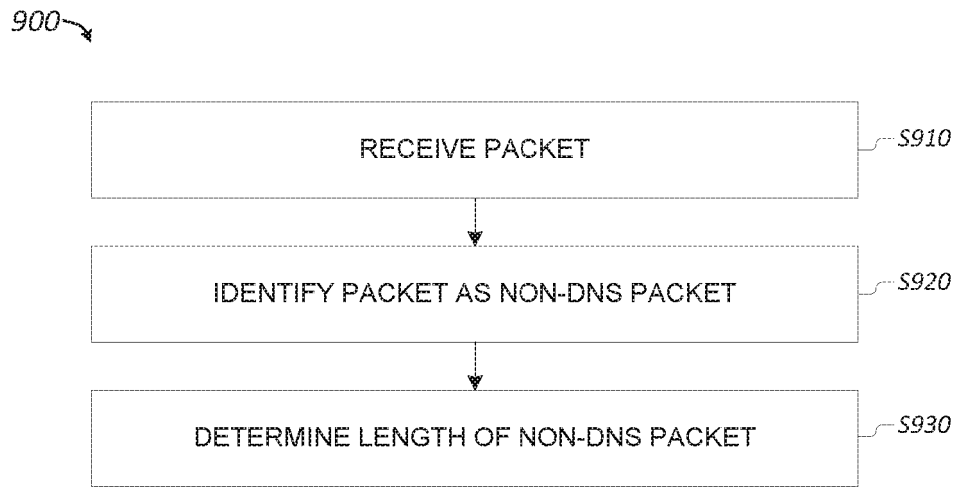 900
RECEIVE PACKET
S910
IDENTIFY PACKET AS NON-DNS PACKET
S920
DETERMINE LENGTH OF NON-DNS PACKET
S930